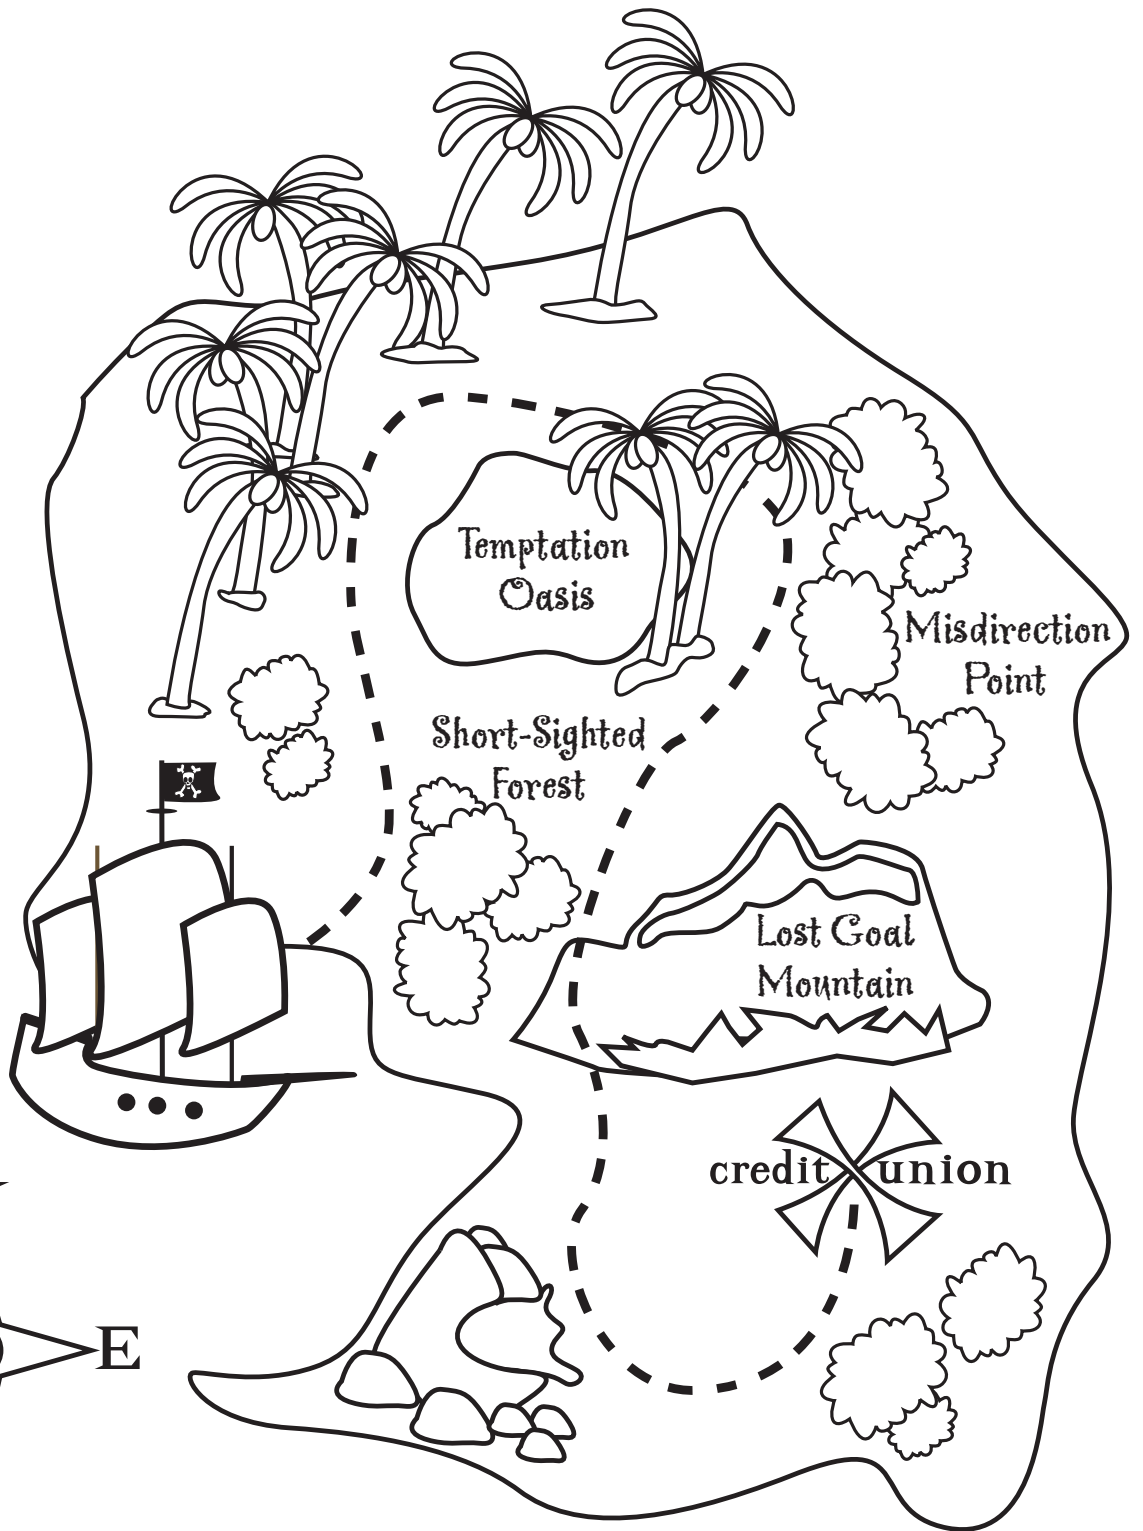 Temptation
Oasis
Misdirection
Point
Short-Sighted
Forest
Lost Goal
Mountain
credit union
E